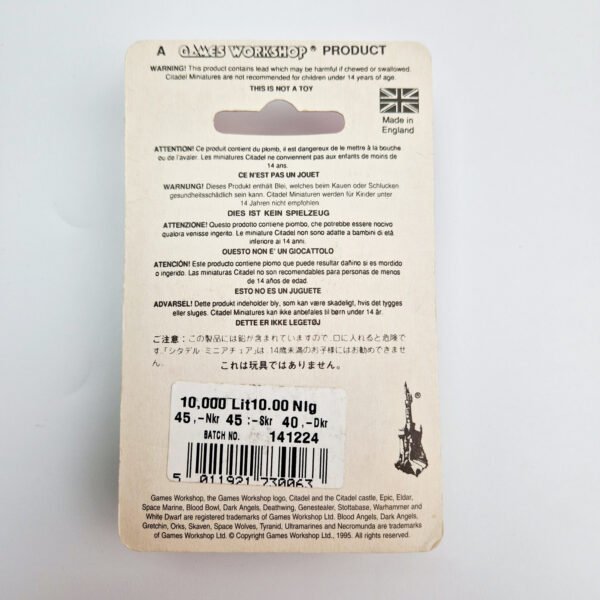 A GAMES WORKSHOP® PRODUCT
WARNING! This product contains lead which may be harmful if chewed or swallowed.
Citadel Miniatures are not recommended for children under 14 years of age.
THIS IS NOT A TOY
Made in
England
ATTENTION! Ce produit contient du plomb, il est dangereux de le mettre à la bouche
ou de l'avaler. Les miniatures Citadel ne conviennent pas aux enfants de moins de
14 ans.
CE N'EST PAS UN JOUET
WARNUNG! Dieses Produkt enthält Blei, welches beim Kauen oder Schlucken
gesundheitsschädlich sein kann. Citadel Miniaturen werden für Kinder unter
14 Jahren nicht empfohlen
DIES IST KEIN SPIELZEUG
ATTENZIONE! Questo prodotto contiene piombo, che potrebbe essere nocivo
qualora venisse ingerito. Le miniature Citadel non sono adatte a bambini di età
inferiore ai 14 anni.
QUESTO NON E' UN GIOCATTOLO
ATENCIÓN! Este producto contiene plomo que puede resultar dañino si es mordido
o ingerido. Las miniaturas Citadel no son recomendables para personas de menos
de 14 años de edad.
ESTO NO ES UN JUGUETE
ADVARSEL! Dette produkt indeholder bly, som kan være skadeligt, hvis det tygges
eller sluges. Citadel Miniatures kan ikke anbefales til børn under 14 år.
DETTE ER IKKE LEGETØJ
ご注意：この製品には鉛が含まれていますので、口に入れると危険で
す。「シタデル ミニアチュア」は、14歳未満のお子様にはお勧めできませ
ん。 これは玩具ではありません。
10,000 Lit10.00 Nlg
45,-Nkr 45:-Skr 40,-Dkr
BATCH NO. 141224
5 011921 730063
®
Games Workshop, the Games Workshop logo, Citadel and the Citadel castle, Epic, Eldar,
Space Marine, Blood Bowl, Dark Angels, Deathwing, Genestealer, Slottabase, Warhammer and
White Dwarf are registered trademarks of Games Workshop Ltd. Blood Angels, Dark Angels,
Gretchin, Orks, Skaven, Space Wolves, Tyranid, Ultramarines and Necromunda are trademarks
of Games Workshop Ltd. © Copyright Games Workshop Ltd., 1995. All rights reserved.